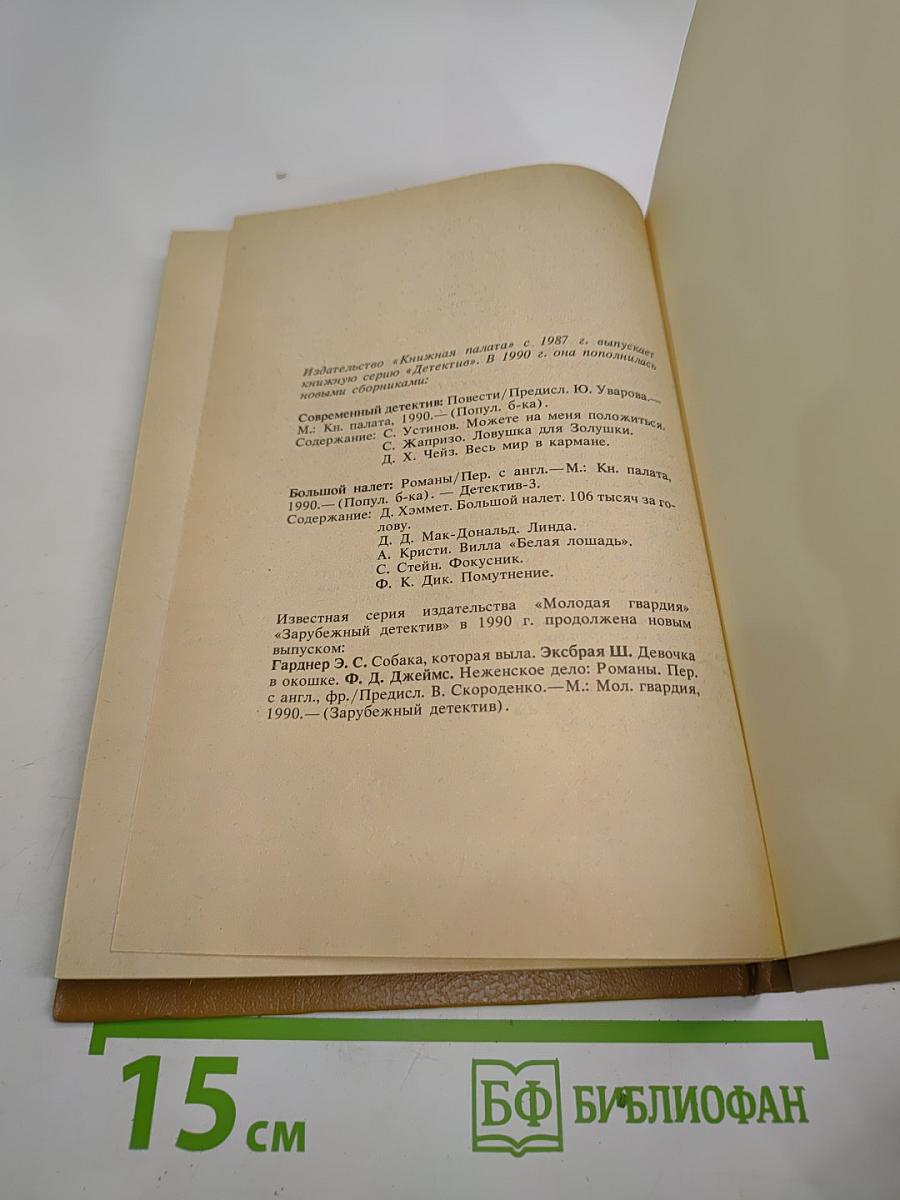 Издательство «Книжная палата» с 1987 г. выпускает
книжную серию «Детектив». В 1990 г. она пополнилась
новыми сборниками:
Современный детектив: Повести/Предисл. Ю. Уварова.—
М.: Кн. палата, 1990.— (Попул. б-ка).
Содержание: С. Устинов. Можете на меня положиться.
С. Жапризо. Ловушка для Золушки.
Д. Х. Чейз. Весь мир в кармане.
Большой налет: Романы/Пер. с англ.— М.: Кн. палата,
1990.— (Попул. б-ка). — Детектив-3.
Содержание: Д. Хэммет. Большой налет. 106 тысяч за го-
лову.
Д. Д. Мак-Дональд. Линда.
А. Кристи. Вилла «Белая лошадь».
С. Стейн. Фокусник.
Ф. К. Дик. Помутнение.
Известная серия издательства «Молодая гвардия»
«Зарубежный детектив» в 1990 г. продолжена новым
выпуском:
Гарднер Э. С. Собака, которая выла. Эксбрая Ш. Девочка
в окошке. Ф. Д. Джеймс. Неженское дело: Романы. Пер.
с англ., фр./Предисл. В. Скороденко.— М.: Мол. гвардия,
1990.— (Зарубежный детектив).
15 см
БФ БИБЛИОФАН